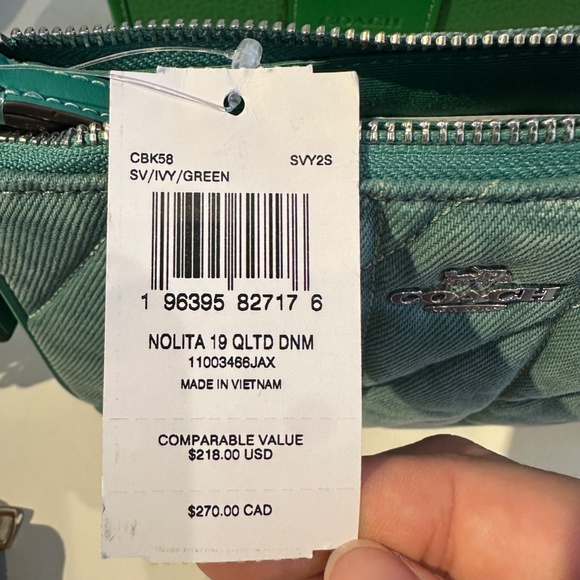 COACH
CBK58 SVY2S
SV/IVY/GREEN
1 96395 82717 6
NOLITA 19 QLTD DNM
11003466JAX
MADE IN VIETNAM
COMPARABLE VALUE
$218.00 USD
$270.00 CAD
COACH